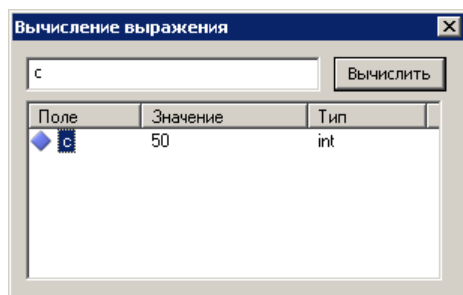 Вычисление выражения
c
Вычислить
Поле Значение Тип
c 50 int